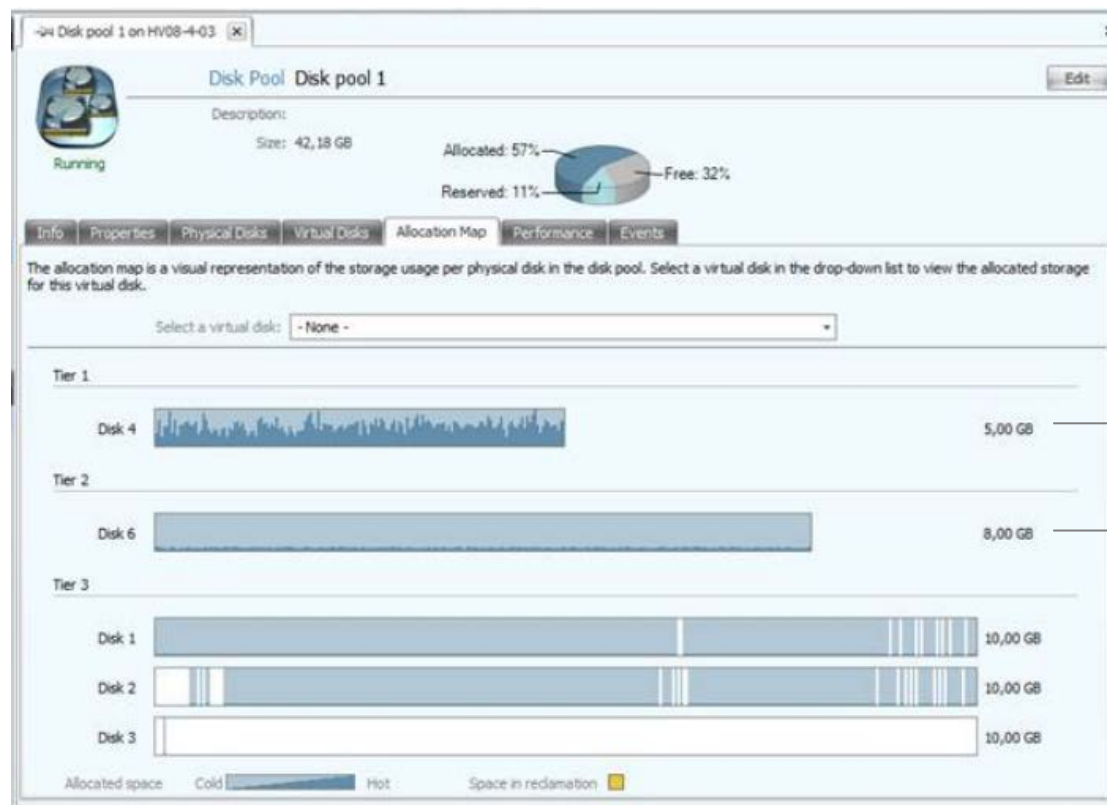 Disk pool 1 on HV08-4-03
Disk Pool Disk pool 1
Edit
Description:
Size: 42,18 GB
Running
Allocated: 57%
Free: 32%
Reserved: 11%
Info Properties Physical Disks Virtual Disks Allocation Map Performance Events
The allocation map is a visual representation of the storage usage per physical disk in the disk pool. Select a virtual disk in the drop-down list to view the allocated storage
for this virtual disk.
Select a virtual disk: - None -
Tier 1
Disk 4 5,00 GB
Tier 2
Disk 6 8,00 GB
Tier 3
Disk 1 10,00 GB
Disk 2 10,00 GB
Disk 3 10,00 GB
Allocated space Cold Hot Space in reclamation